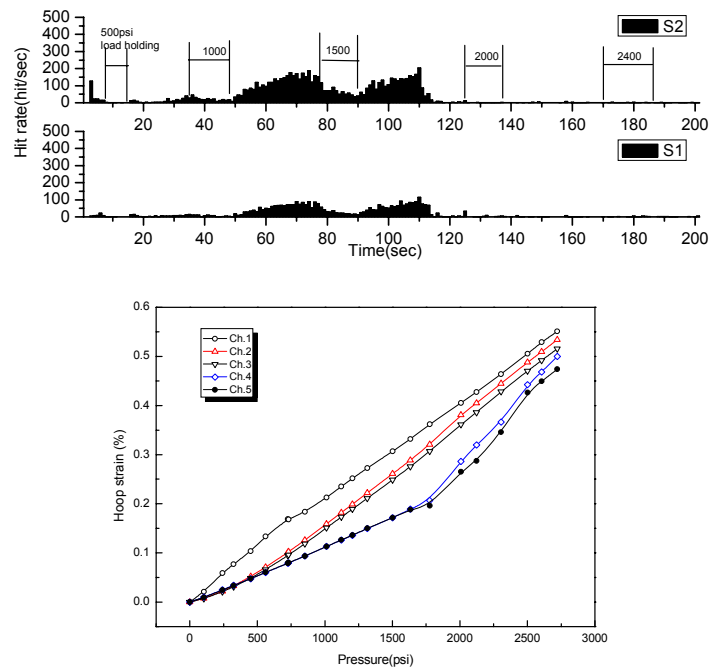 500
400
300
200
100
0
500psi
load holding
1000
1500
2000
2400
S2
20 40 60 80 100 120 140 160 180 200
Hit rate(hit/sec)
500
400
300
200
100
0
S1
20 40 60 80 100 120 140 160 180 200
Time(sec)
0.6
0.5
0.4
0.3
0.2
0.1
0.0
Hoop strain (%)
Ch.1
Ch.2
Ch.3
Ch.4
Ch.5
0 500 1000 1500 2000 2500 3000
Pressure(psi)